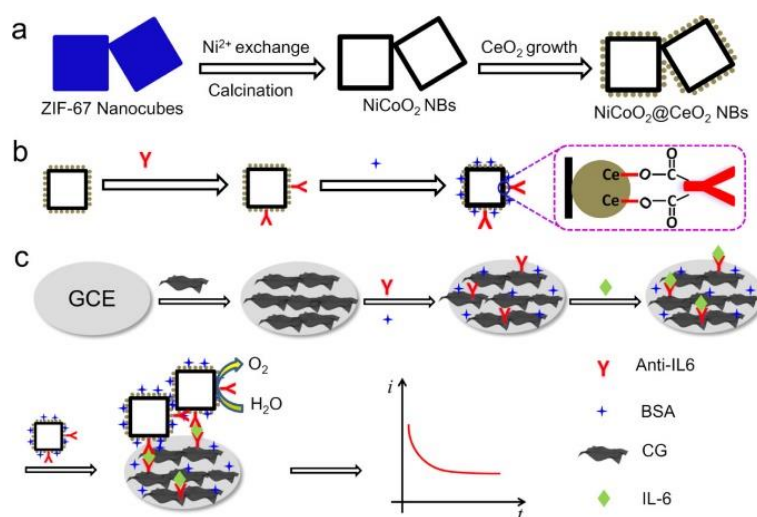 a
Ni²⁺ exchange
CeO₂ growth
Calcination
ZIF-67 Nanocubes
NiCoO₂ NBs
NiCoO₂@CeO₂ NBs
b
O
Ce–O–C
Ce–O–C
O
c
GCE
O₂
H₂O
i
t
Anti-IL6
BSA
CG
IL-6